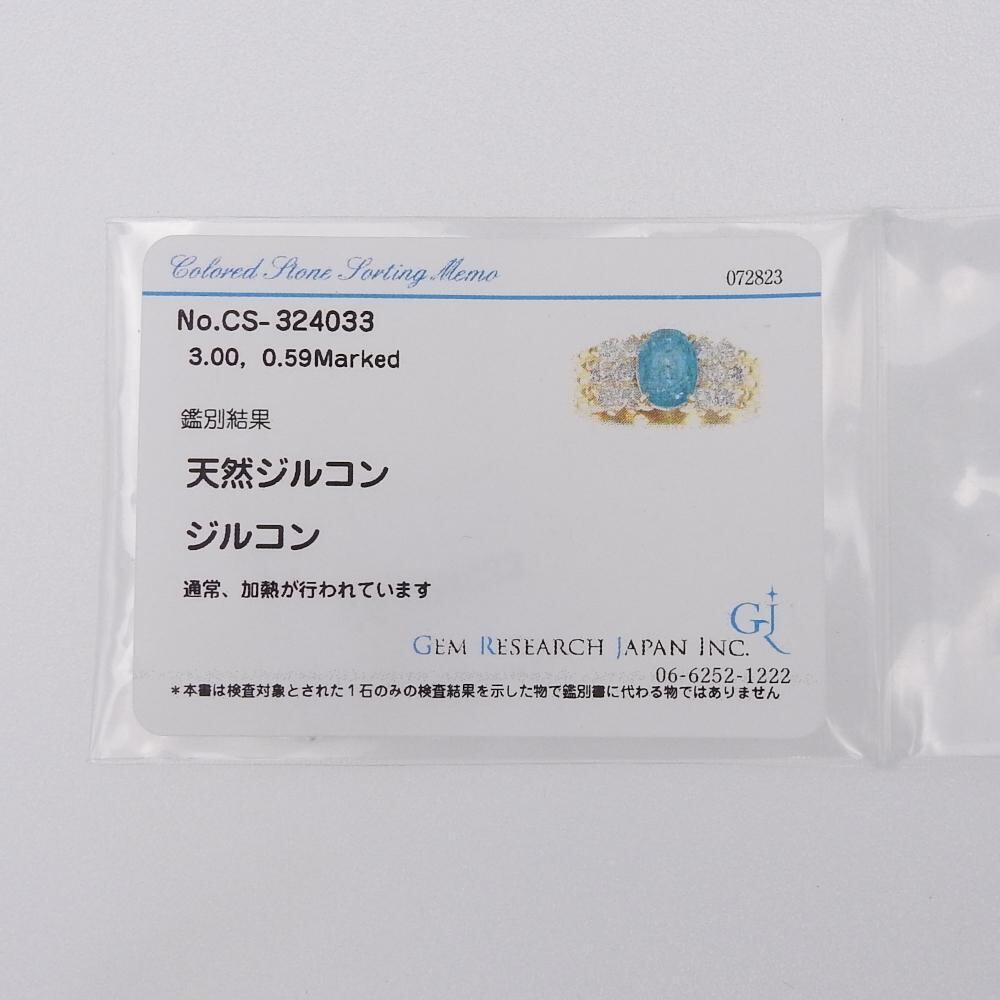 Colored Stone Sorting Memo
072823
No.CS-324033
3.00, 0.59Marked
鑑別結果
天然ジルコン
ジルコン
通常、加熱が行われています
GJ
GEM RESEARCH JAPAN INC.
06-6252-1222
*本書は検査対象とされた1石のみの検査結果を示した物で鑑別書に代わる物ではありません